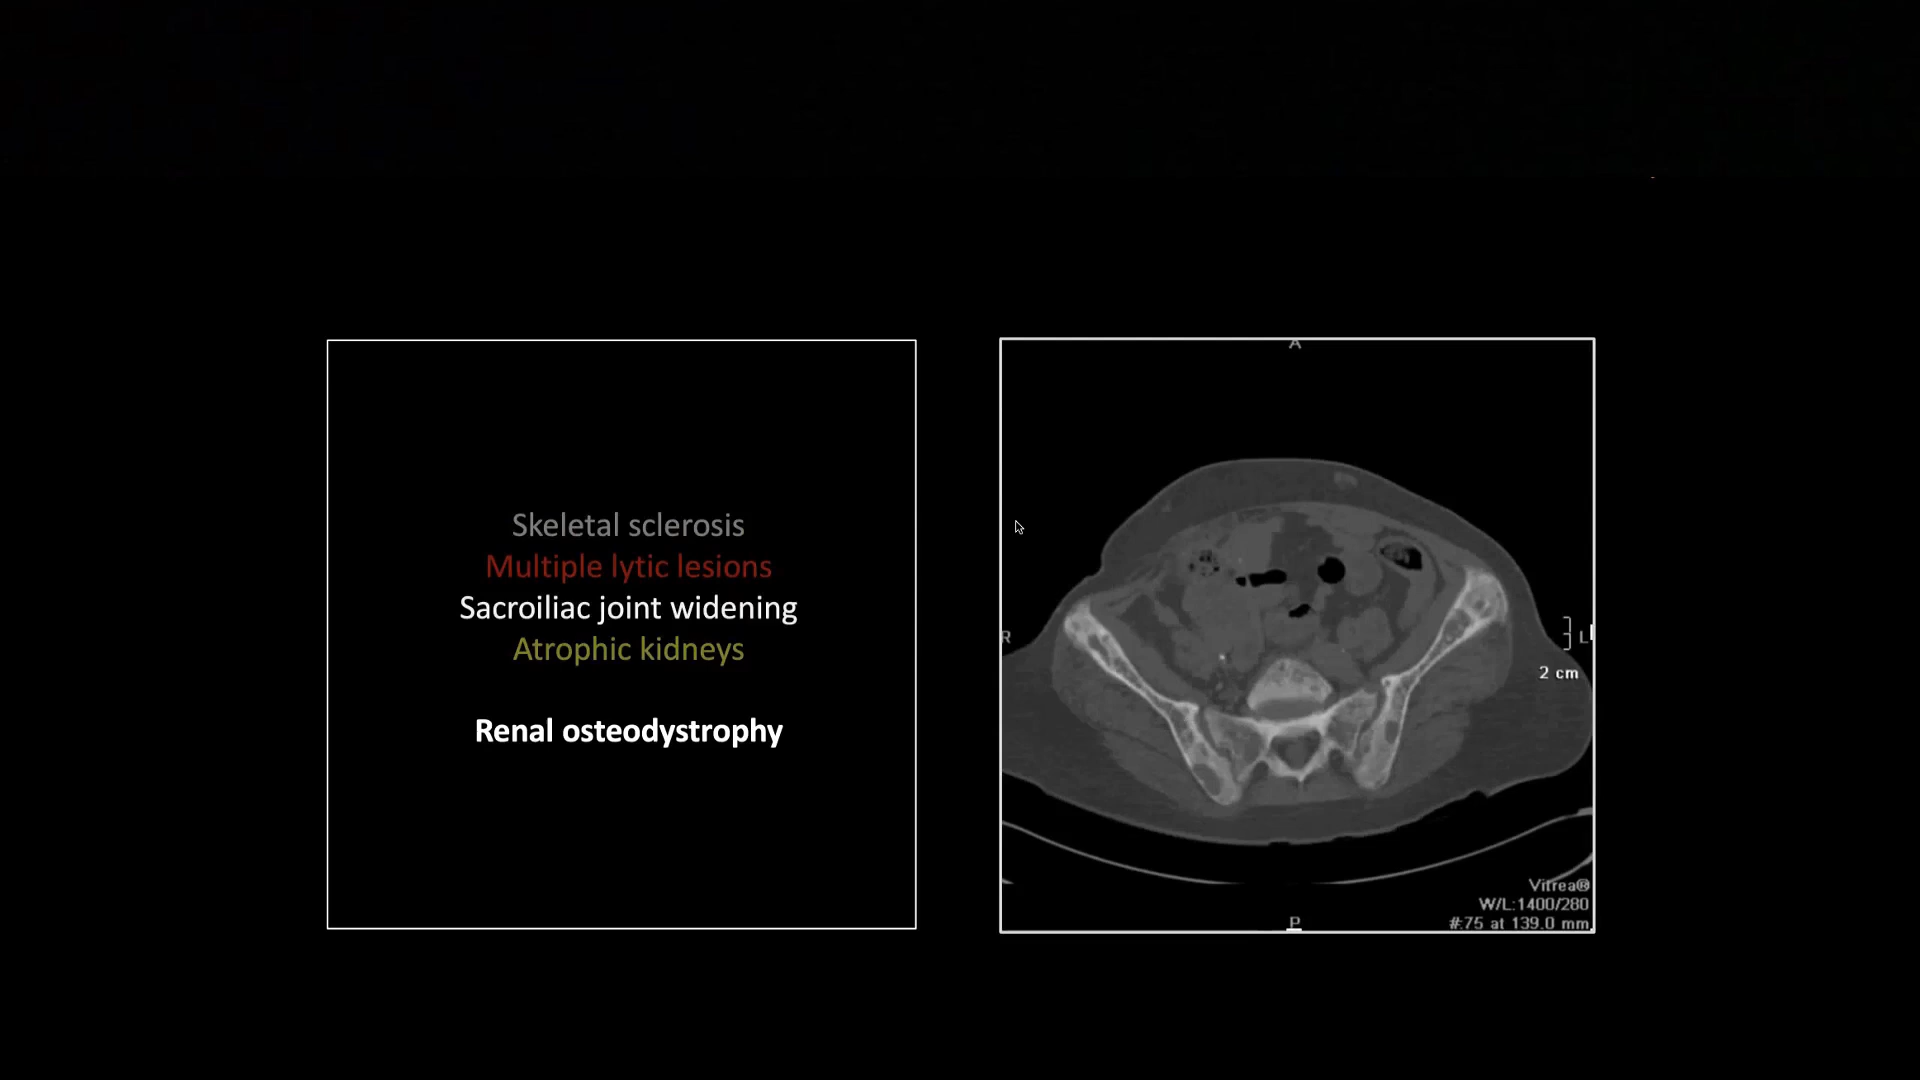 Skeletal sclerosis
Multiple lytic lesions
Sacroiliac joint widening
Atrophic kidneys
Renal osteodystrophy
A
R
L
2 cm
Vitrea®
W/L:1400/280
#:75 at 139.0 mm
P